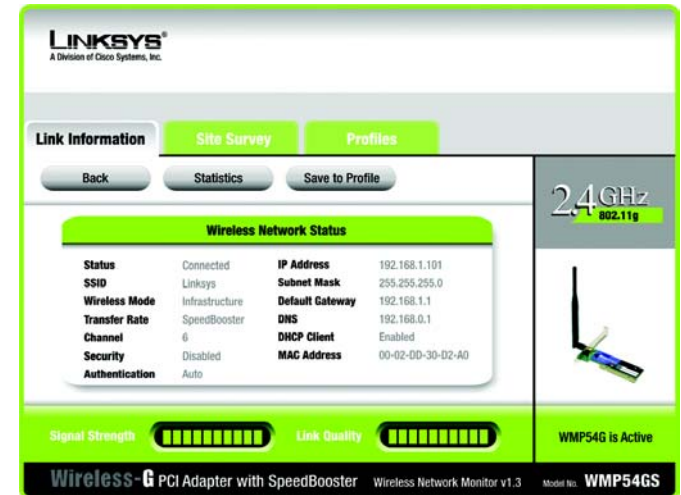 LINKSYS®
A Division of Cisco Systems, Inc.
Link Information Site Survey Profiles
Back Statistics Save to Profile
2.4GHz
802.11g
Wireless Network Status
Status Connected IP Address 192.168.1.101
SSID Linksys Subnet Mask 255.255.255.0
Wireless Mode Infrastructure Default Gateway 192.168.1.1
Transfer Rate SpeedBooster DNS 192.168.0.1
Channel 6 DHCP Client Enabled
Security Disabled MAC Address 00-02-DD-30-D2-A0
Authentication Auto
Signal Strength Link Quality WMP54G is Active
Wireless-G PCI Adapter with SpeedBooster Wireless Network Monitor v1.3 Model No. WMP54GS